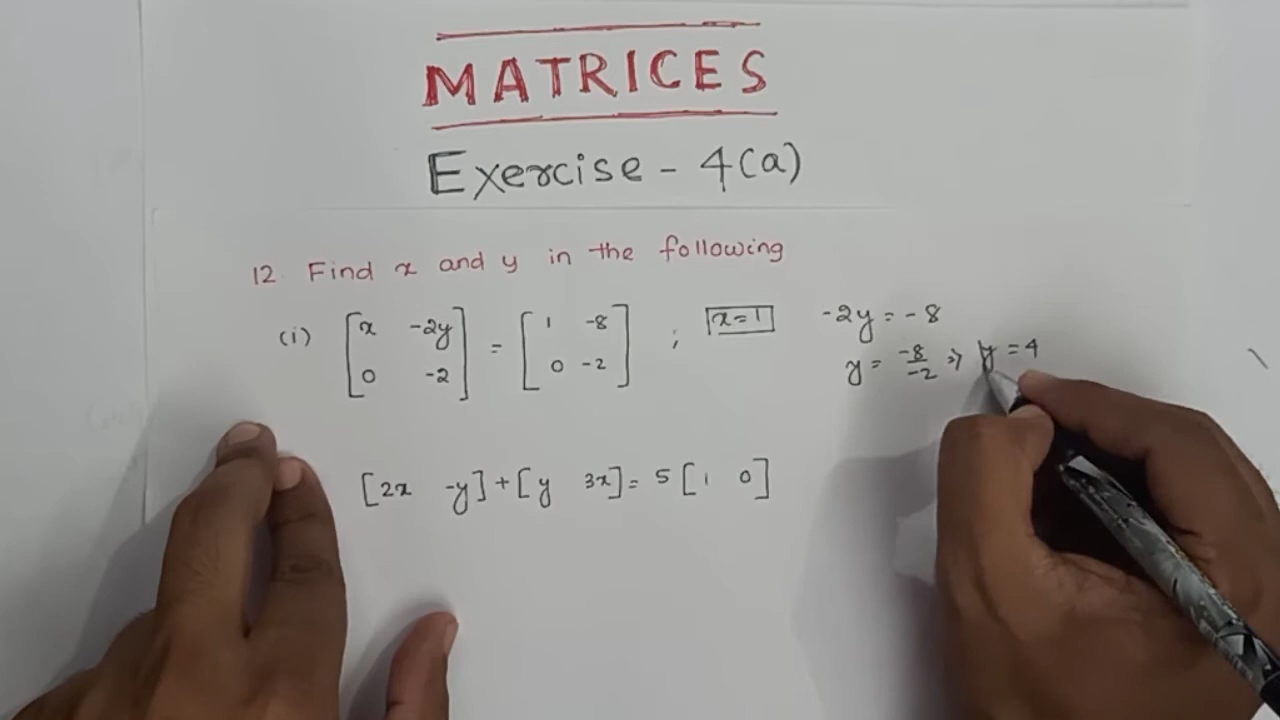 MATRICES
Exercise - 4(a)
12. Find x and y in the following
(i) [x -2y] = [1 -8] ; x=1 -2y = -8
[0 -2] [0 -2] y = -8/-2 => y = 4
[2x -y] + [y 3x] = 5 [1 0]